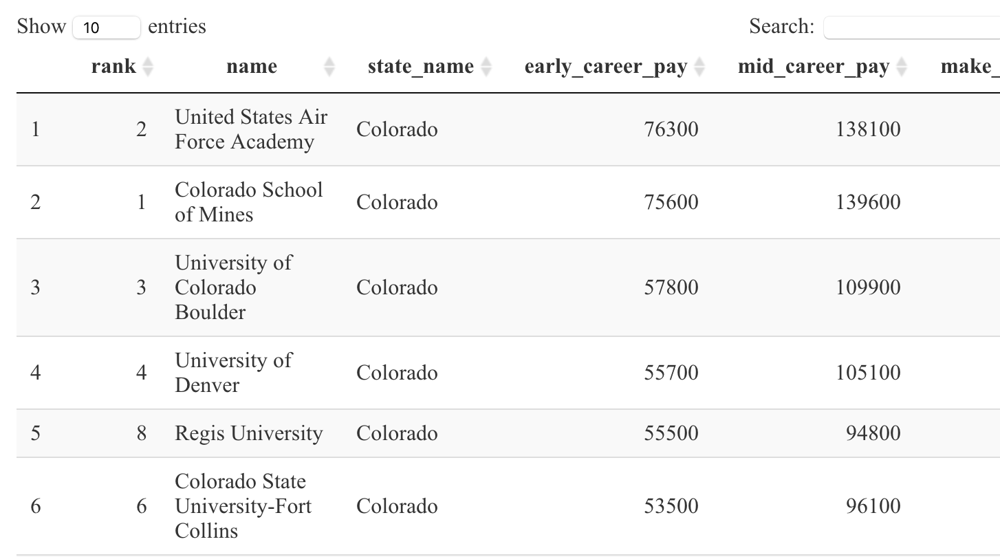 Show 10 entries Search:
rank name state_name early_career_pay mid_career_pay make_
1 2 United States Air Force Academy Colorado 76300 138100
2 1 Colorado School of Mines Colorado 75600 139600
3 3 University of Colorado Boulder Colorado 57800 109900
4 4 University of Denver Colorado 55700 105100
5 8 Regis University Colorado 55500 94800
6 6 Colorado State University-Fort Collins Colorado 53500 96100